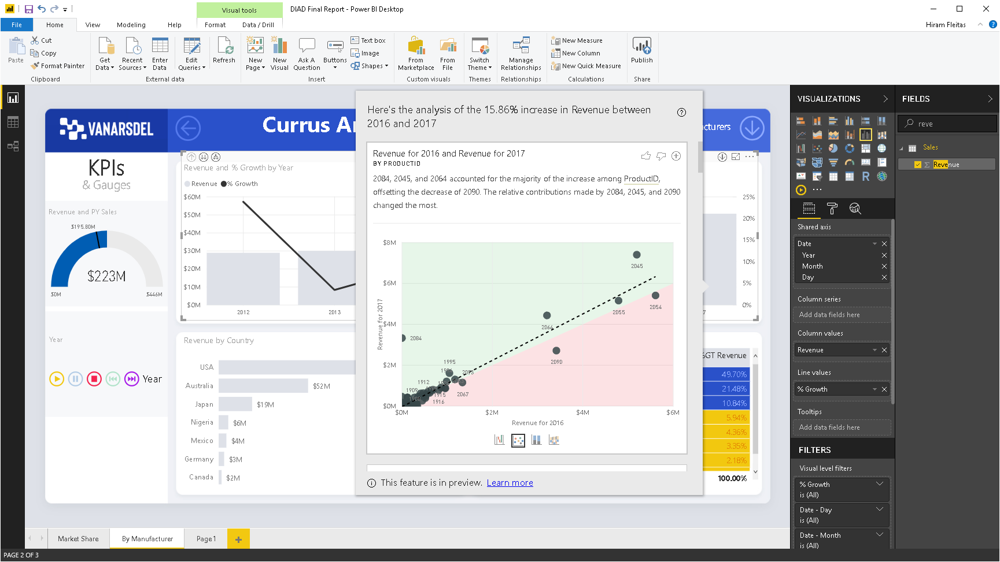 Visual tools
DIAD Final Report - Power BI Desktop
File
Home
View
Modeling
Help
Format
Data / Drill
Hiram Fleitas
Paste
Cut
Copy
Format Painter
Clipboard
Get Data
Recent Sources
Enter Data
Edit Queries
External data
Refresh
New Page
New Visual
Ask A Question
Buttons
Text box
Image
Shapes
Insert
From Marketplace
From File
Custom visuals
Switch Theme
Themes
Manage Relationships
Relationships
New Measure
New Column
New Quick Measure
Calculations
Publish
Share
VANARSDEL
Currus A
cturers
KPIs
& Gauges
Revenue and PY Sales
$195.80M
$223M
$0M
$446M
Year
Year
Revenue and % Growth by Year
Revenue
% Growth
$60M
$50M
$40M
$30M
$20M
$10M
$0M
2012
2013
25%
20%
15%
10%
5%
0%
7
Revenue by Country
USA
Australia
$52M
Japan
$19M
Nigeria
$6M
Mexico
$4M
Germany
$3M
Canada
$2M
Here's the analysis of the 15.86% increase in Revenue between
2016 and 2017
Revenue for 2016 and Revenue for 2017
BY PRODUCTID
2084, 2045, and 2064 accounted for the majority of the increase among ProductID,
offsetting the decrease of 2090. The relative contributions made by 2084, 2045, and 2090
changed the most.
$8M
$6M
$4M
$2M
$0M
Revenue for 2017
2045
2054
2055
2064
2084
2090
1995
1912
1909
1915
1916
2067
$0M
$2M
$4M
$6M
Revenue for 2016
This feature is in preview. Learn more
GT Revenue
49.70%
21.48%
10.84%
5.94%
4.36%
3.35%
2.18%
100.00%
VISUALIZATIONS
R
Shared axis
Date
Year
Month
Day
Column series
Add data fields here
Column values
Revenue
Line values
% Growth
Tooltips
Add data fields here
FILTERS
Visual level filters
% Growth
is (All)
Date - Day
is (All)
Date - Month
is (All)
FIELDS
reve
Sales
Revenue
Market Share
By Manufacturer
Page 1
PAGE 2 OF 3